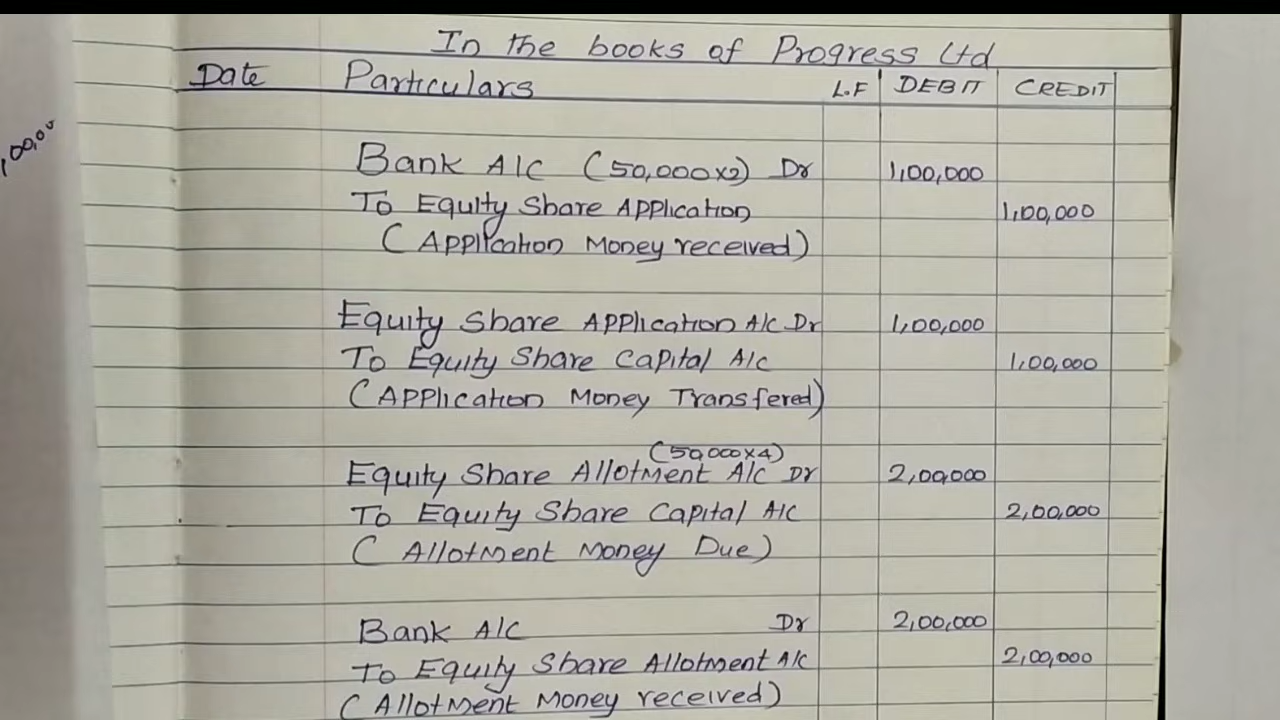 In the books of Progress Ltd
Date Particulars L.F DEBIT CREDIT
Bank A/C (50,000x2) Dr 1,00,000
To Equity Share Application 1,00,000
(Application Money received)
Equity Share Application A/c Dr 1,00,000
To Equity Share Capital A/c 1,00,000
(Application Money Transfered)
(50,000x4)
Equity Share Allotment A/c Dr 2,00,000
To Equity Share Capital A/c 2,00,000
(Allotment Money Due)
Bank A/C Dr 2,00,000
To Equity Share Allotment A/c 2,00,000
(Allotment Money received)